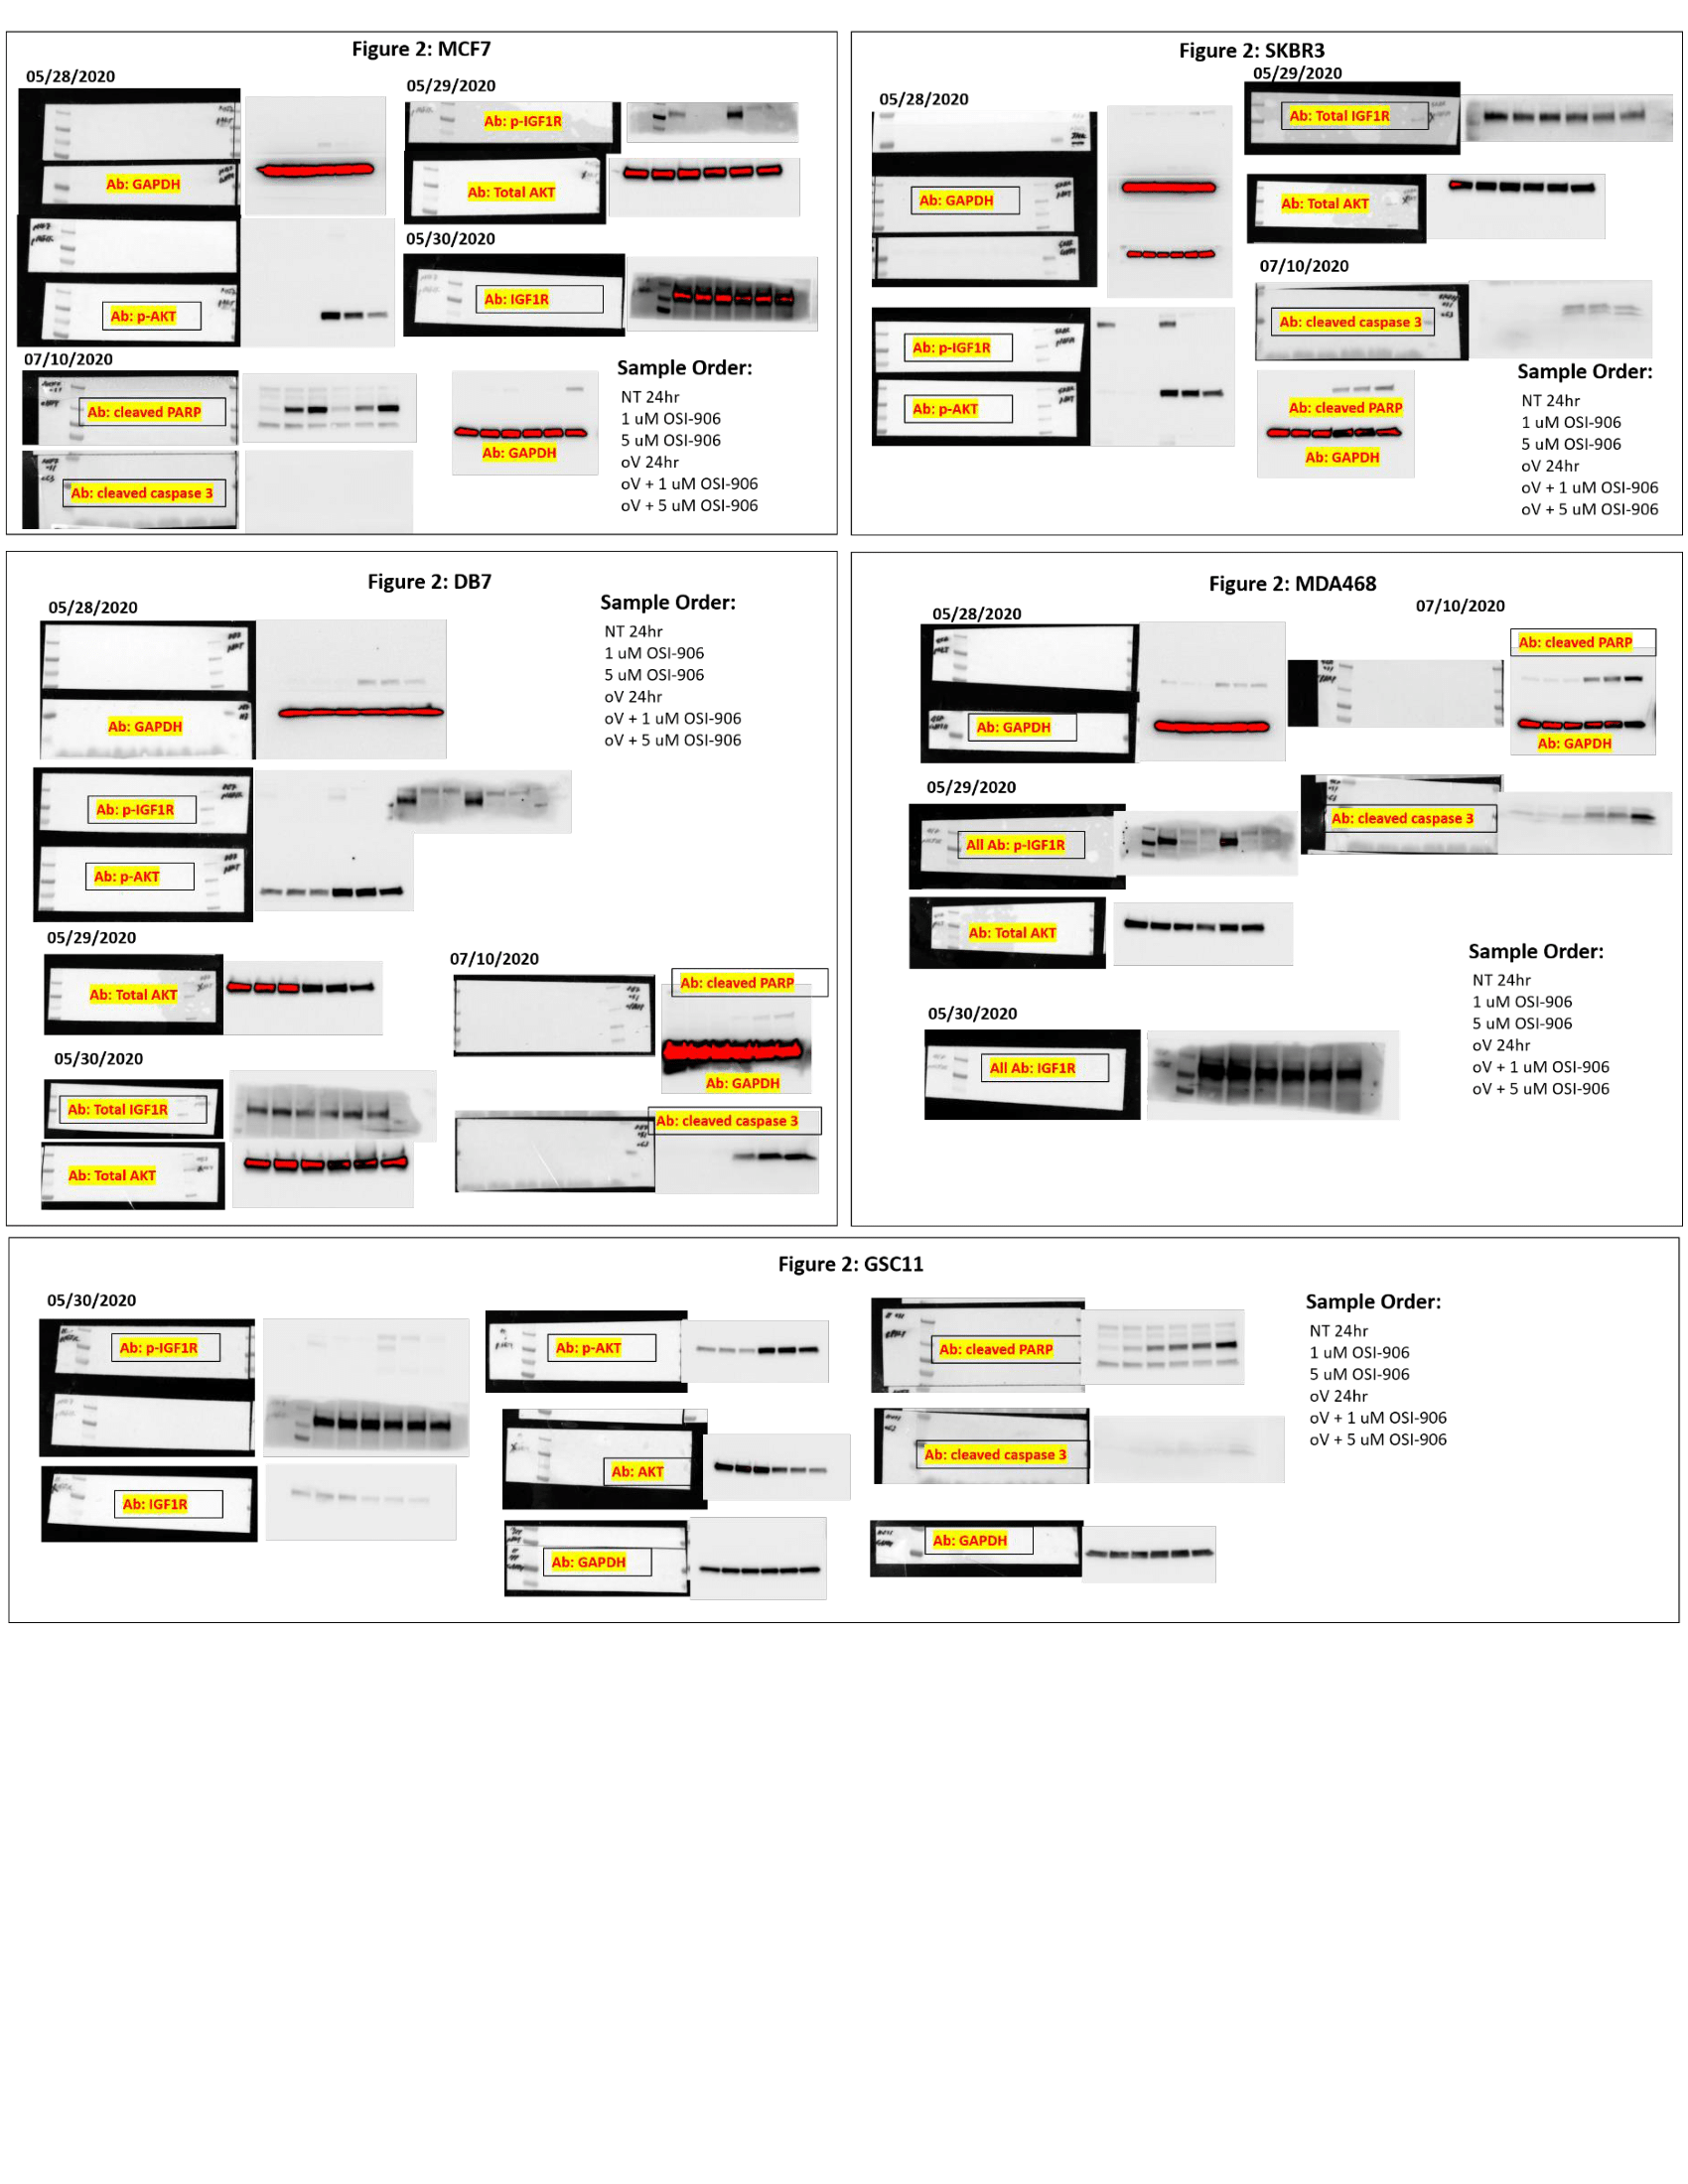 Figure 2: MCF7
05/28/2020
Ab: GAPDH
Ab: p-AKT
05/29/2020
Ab: p-IGF1R
Ab: Total AKT
05/30/2020
Ab: IGF1R
07/10/2020
Ab: cleaved PARP
Ab: cleaved caspase 3
Ab: GAPDH
Sample Order:
NT 24hr
1 uM OSI-906
5 uM OSI-906
oV 24hr
oV + 1 uM OSI-906
oV + 5 uM OSI-906
Figure 2: SKBR3
05/28/2020
Ab: GAPDH
Ab: p-IGF1R
Ab: p-AKT
05/29/2020
Ab: Total IGF1R
Ab: Total AKT
07/10/2020
Ab: cleaved caspase 3
Ab: cleaved PARP
Ab: GAPDH
Sample Order:
NT 24hr
1 uM OSI-906
5 uM OSI-906
oV 24hr
oV + 1 uM OSI-906
oV + 5 uM OSI-906
Figure 2: DB7
05/28/2020
Ab: GAPDH
Ab: p-IGF1R
Ab: p-AKT
05/29/2020
Ab: Total AKT
05/30/2020
Ab: Total IGF1R
Ab: Total AKT
Sample Order:
NT 24hr
1 uM OSI-906
5 uM OSI-906
oV 24hr
oV + 1 uM OSI-906
oV + 5 uM OSI-906
07/10/2020
Ab: cleaved PARP
Ab: GAPDH
Ab: cleaved caspase 3
Figure 2: MDA468
05/28/2020
Ab: GAPDH
05/29/2020
All Ab: p-IGF1R
Ab: Total AKT
05/30/2020
All Ab: IGF1R
07/10/2020
Ab: cleaved PARP
Ab: GAPDH
Ab: cleaved caspase 3
Sample Order:
NT 24hr
1 uM OSI-906
5 uM OSI-906
oV 24hr
oV + 1 uM OSI-906
oV + 5 uM OSI-906
Figure 2: GSC11
05/30/2020
Ab: p-IGF1R
Ab: IGF1R
Ab: p-AKT
Ab: AKT
Ab: GAPDH
Ab: cleaved PARP
Ab: cleaved caspase 3
Ab: GAPDH
Sample Order:
NT 24hr
1 uM OSI-906
5 uM OSI-906
oV 24hr
oV + 1 uM OSI-906
oV + 5 uM OSI-906